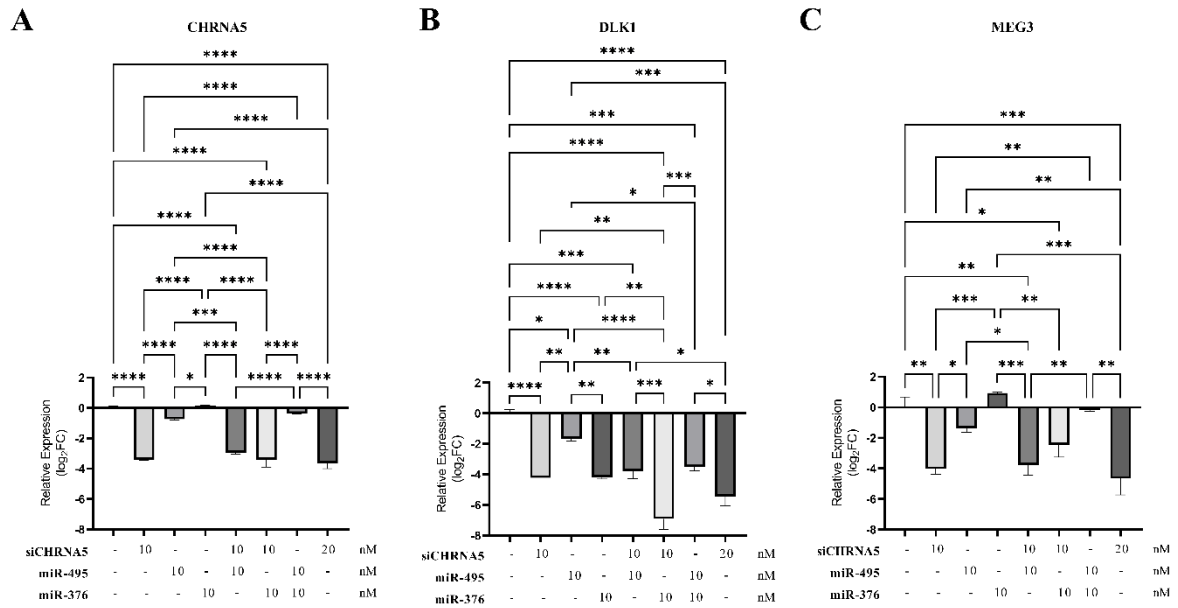 A
CHRNA5
****
****
****
****
****
****
****
**** ****
***
**** **** ****
**** * **** ****
Relative Expression
(log₂FC)
2
0
-2
-4
-6
-8
siCHRNA5 - 10 - - 10 10 - 20 nM
miR-495 - - 10 - 10 - 10 - nM
miR-376 - - - 10 - 10 10 - nM
B
DLK1
****
***
***
****
***
*
**
***
**** **
* ****
** ** *
**** ** *** *
Relative Expression
(log₂FC)
2
0
-2
-4
-6
-8
siCHRNA5 - 10 - - 10 10 - 20 nM
miR-495 - - 10 - 10 - 10 - nM
miR-376 - - - 10 - 10 10 - nM
C
MEG3
***
**
**
*
***
**
*** **
*
** * *** ** **
Relative Expression
(log₂FC)
2
0
-2
-4
-6
-8
siCHRNA5 - 10 - - 10 10 - 20 nM
miR-495 - - 10 - 10 - 10 - nM
miR-376 - - - 10 - 10 10 - nM